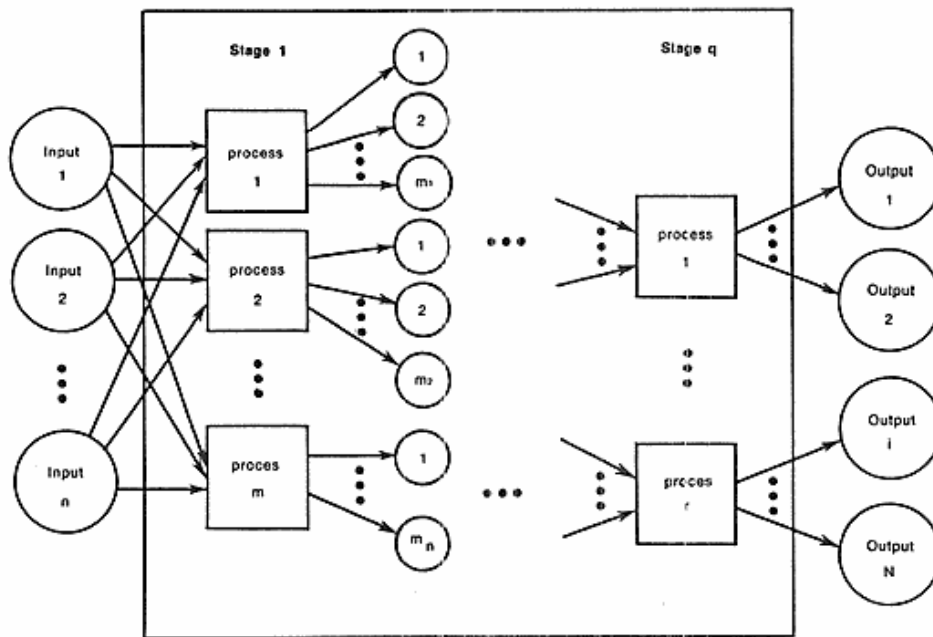 Stage 1
Stage q
Input
1
Input
2
Input
n
process
1
process
2
proces
m
1
2
m₁
1
2
m₂
1
mₙ
process
1
proces
r
Output
1
Output
2
Output
i
Output
N